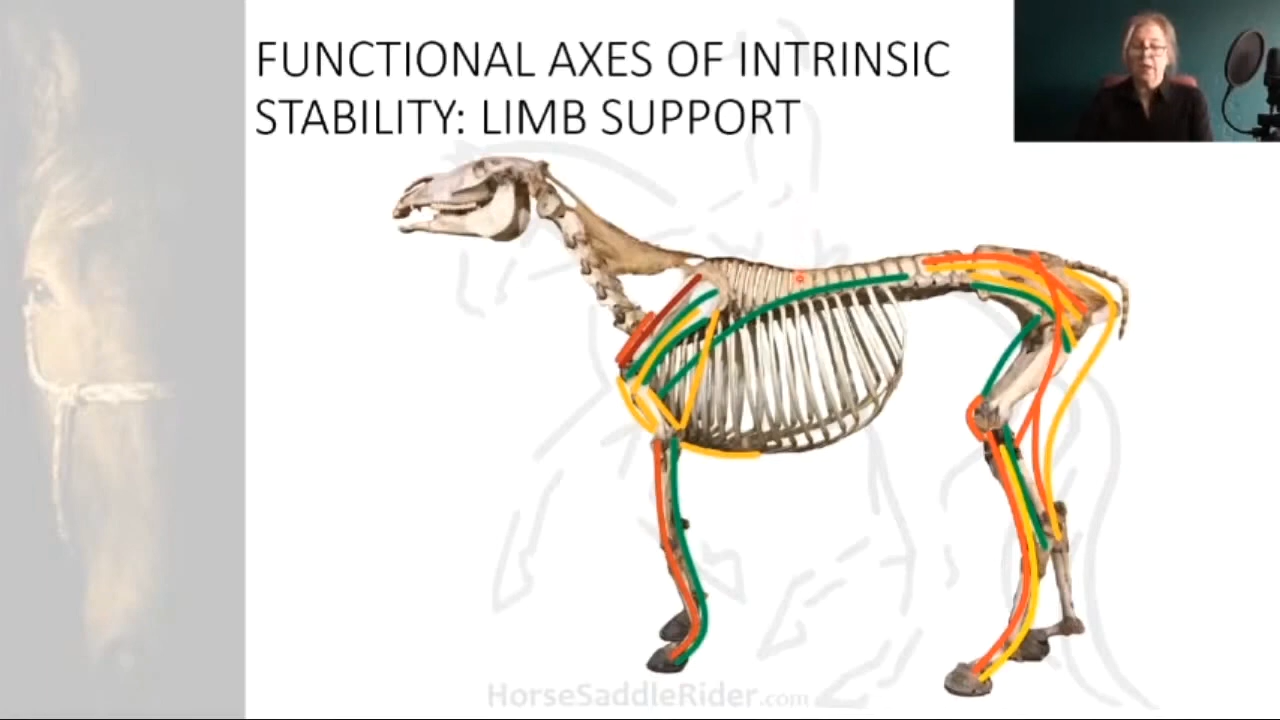 FUNCTIONAL AXES OF INTRINSIC
STABILITY: LIMB SUPPORT
HorseSaddleRider.com